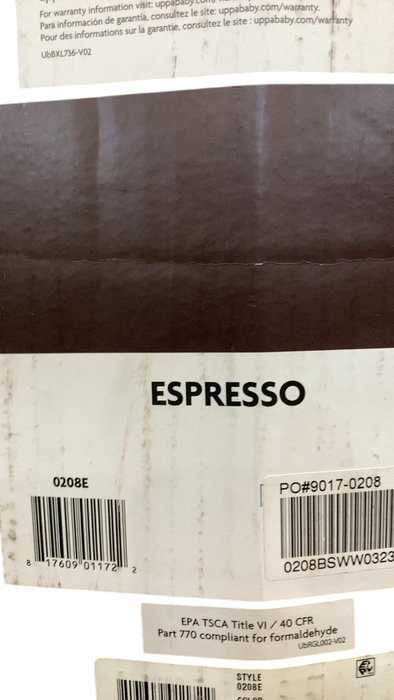 For warranty information visit: uppababy.com/warranty.
Para información de garantía, consultez le site: uppababy.com/warranty.
Pour des informations sur la garantie, consultez le site : uppababy.com/warranty
UbBXL736-V02
ESPRESSO
0208E
8 17609 01172 2
PO#9017-0208
0208BSWW0323
EPA TSCA Title VI / 40 CFR
Part 770 compliant for formaldehyde
UbRGL002-V02
STYLE
0208E
COLOR